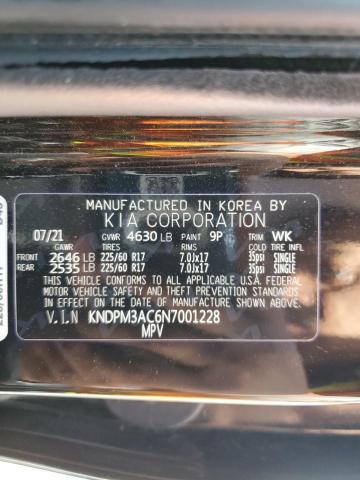 MANUFACTURED IN KOREA BY
KIA CORPORATION
07/21 GVWR 4630 LB PAINT 9P TRIM WK
GAWR TIRES RIMS COLD TIRE INFL.
FRONT 2646 LB 225/60 R17 7.0Jx17 35psi SINGLE
REAR 2535 LB 225/60 R17 7.0Jx17 35psi SINGLE
THIS VEHICLE CONFORMS TO ALL APPLICABLE
U.S.A. FEDERAL
MOTOR VEHICLE SAFETY, BUMPER, AND THEFT
PREVENTION STANDARDS IN EFFECT ON THE DATE
OF MANUFACTURE SHOWN ABOVE.
V.I.N KNDPM3AC6N7001228
MPV